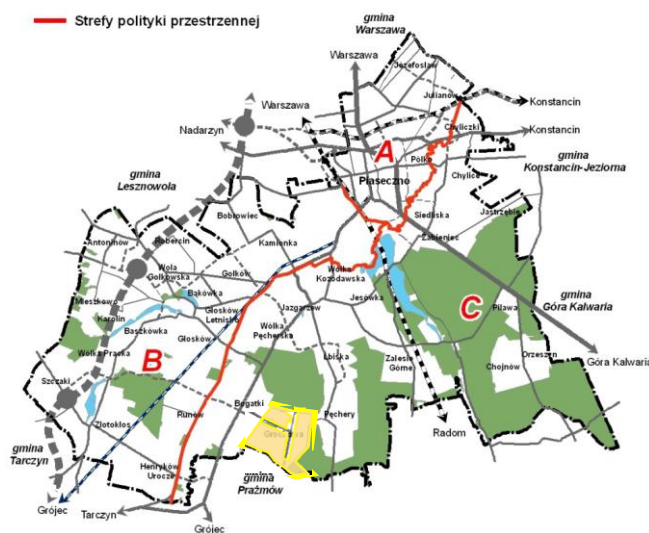 Strefy polityki przestrzennej
gmina
Warszawa
Warszawa
Józefosław
Julianów
Warszawa
Konstancin
Nadarzyn
Chyliczki
Konstancin
A
gmina
Konstancin-Jeziorna
Polko
gmina
Lesznowola
Piaseczno
Chylice
Bobrowiec
Siedliska
Jastrzębie
Antoninów
Robercin
Kamionka
Żabieniec
Wola
Gołkowska
Gołków
Wólka
Kozodawska
Mieszkowo
Bąkówka
Jesówka
C
gmina
Góra Kalwaria
Karolin
Głosków
Letnisko
Jazgarzew
Pilawa
Baszkówka
Wólka
Pęcherska
Wólka Pracka
Głosków
Orzeszyn
B
Łbiska
Zalesie
Górne
Chojnów
Góra Kalwaria
Szczaki
Bogatki
Pęchery
Runów
Złotokłos
Radom
gmina
Tarczyn
Henryków
Urocze
gmina
Prażmów
Grójec
Tarczyn
Grójec